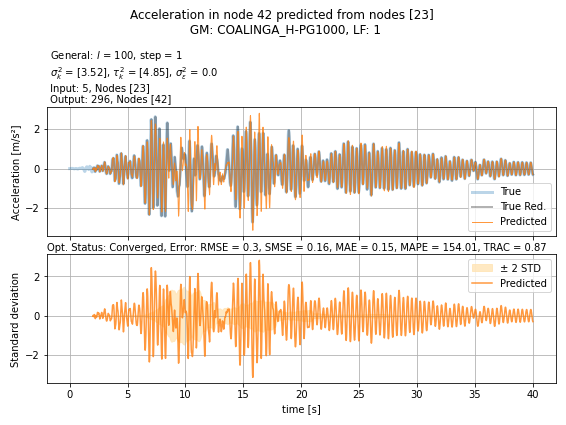 Acceleration in node 42 predicted from nodes [23]
GM: COALINGA_H-PG1000, LF: 1
General: l = 100, step = 1
σ²ₖ = [3.52], τ²ₖ = [4.85], σ²ε = 0.0
Input: 5, Nodes [23]
Output: 296, Nodes [42]
Acceleration [m/s²]
2
0
−2
True
True Red.
Predicted
Opt. Status: Converged, Error: RMSE = 0.3, SMSE = 0.16, MAE = 0.15, MAPE = 154.01, TRAC = 0.87
Standard deviation
2
0
−2
± 2 STD
Predicted
0 5 10 15 20 25 30 35 40
time [s]